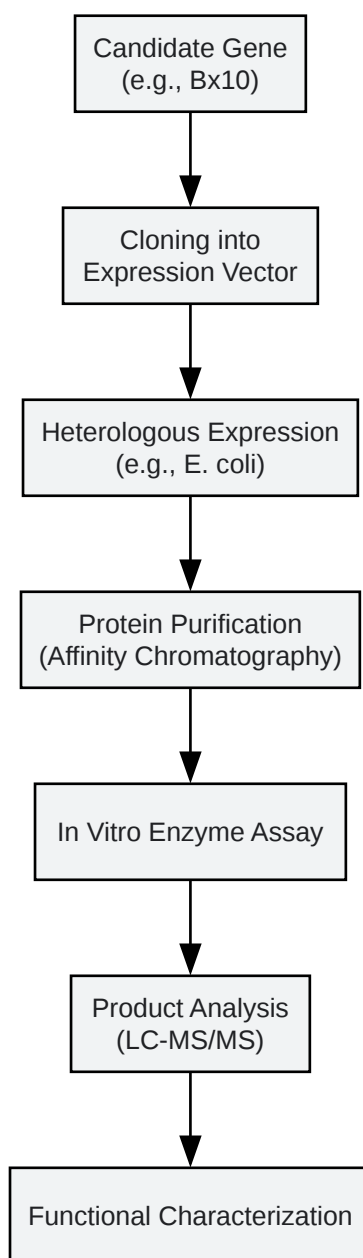 Candidate Gene
(e.g., Bx10)
Cloning into
Expression Vector
Heterologous Expression
(e.g., E. coli)
Protein Purification
(Affinity Chromatography)
In Vitro Enzyme Assay
Product Analysis
(LC-MS/MS)
Functional Characterization